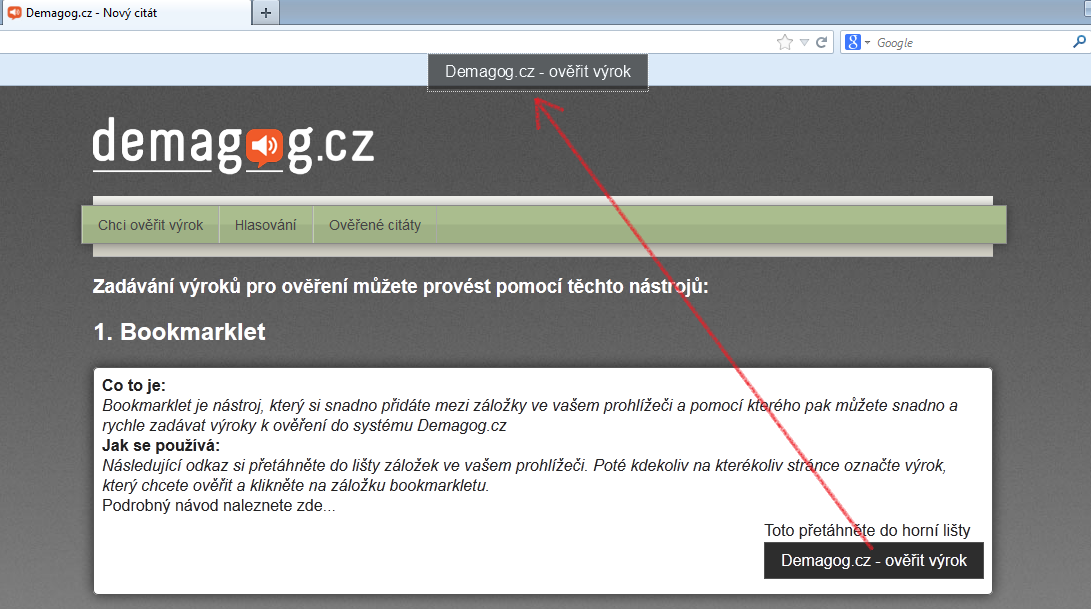 Demagog.cz - Nový citát
Google
Demagog.cz - ověřit výrok
demagog.cz
Chci ověřit výrok
Hlasování
Ověřené citáty
Zadávání výroků pro ověření můžete provést pomocí těchto nástrojů:
1. Bookmarklet
Co to je:
Bookmarklet je nástroj, který si snadno přidáte mezi záložky ve vašem prohlížeči a pomocí kterého pak můžete snadno a
rychle zadávat výroky k ověření do systému Demagog.cz
Jak se používá:
Následující odkaz si přetáhněte do lišty záložek ve vašem prohlížeči. Poté kdekoliv na kterékoliv stránce označte výrok,
který chcete ověřit a klikněte na záložku bookmarkletu.
Podrobný návod naleznete zde...
Toto přetáhněte do horní lišty
Demagog.cz - ověřit výrok